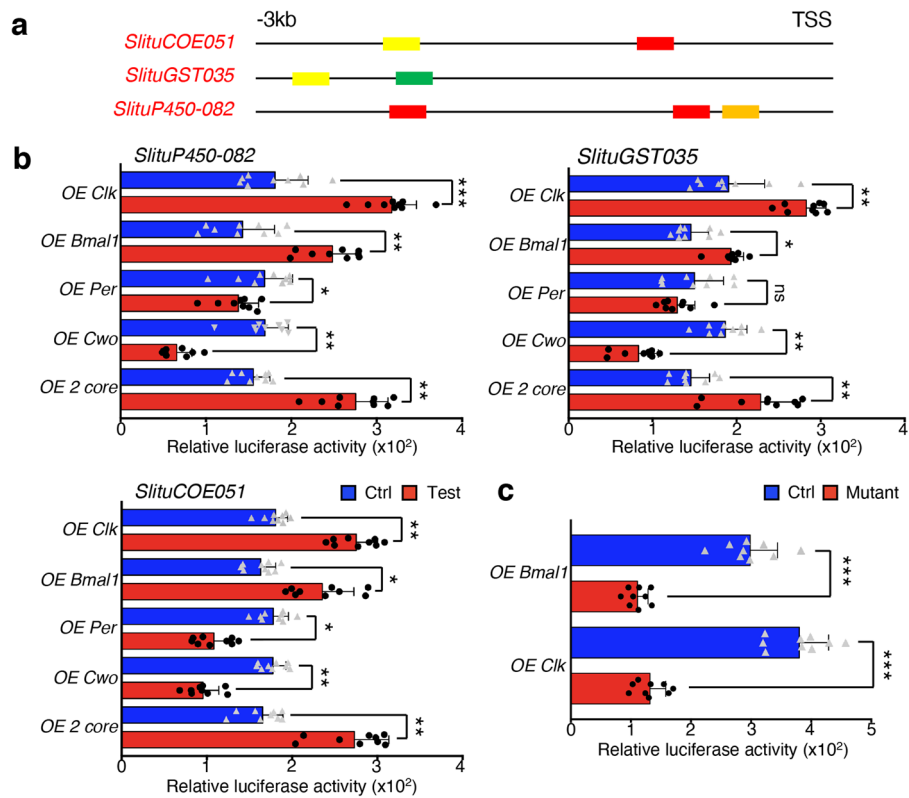 a
-3kb TSS
SlituCOE051
SlituGST035
SlituP450-082
b
SlituP450-082
OE Clk
***
OE Bmal1
**
OE Per
*
OE Cwo
**
OE 2 core
**
0 1 2 3 4
Relative luciferase activity (x10²)
SlituGST035
OE Clk
**
OE Bmal1
*
OE Per
ns
OE Cwo
**
OE 2 core
**
0 1 2 3 4
Relative luciferase activity (x10²)
SlituCOE051
Ctrl Test
OE Clk
**
OE Bmal1
*
OE Per
*
OE Cwo
**
OE 2 core
**
0 1 2 3 4
Relative luciferase activity (x10²)
c
Ctrl Mutant
OE Bmal1
***
OE Clk
***
0 1 2 3 4 5
Relative luciferase activity (x10²)